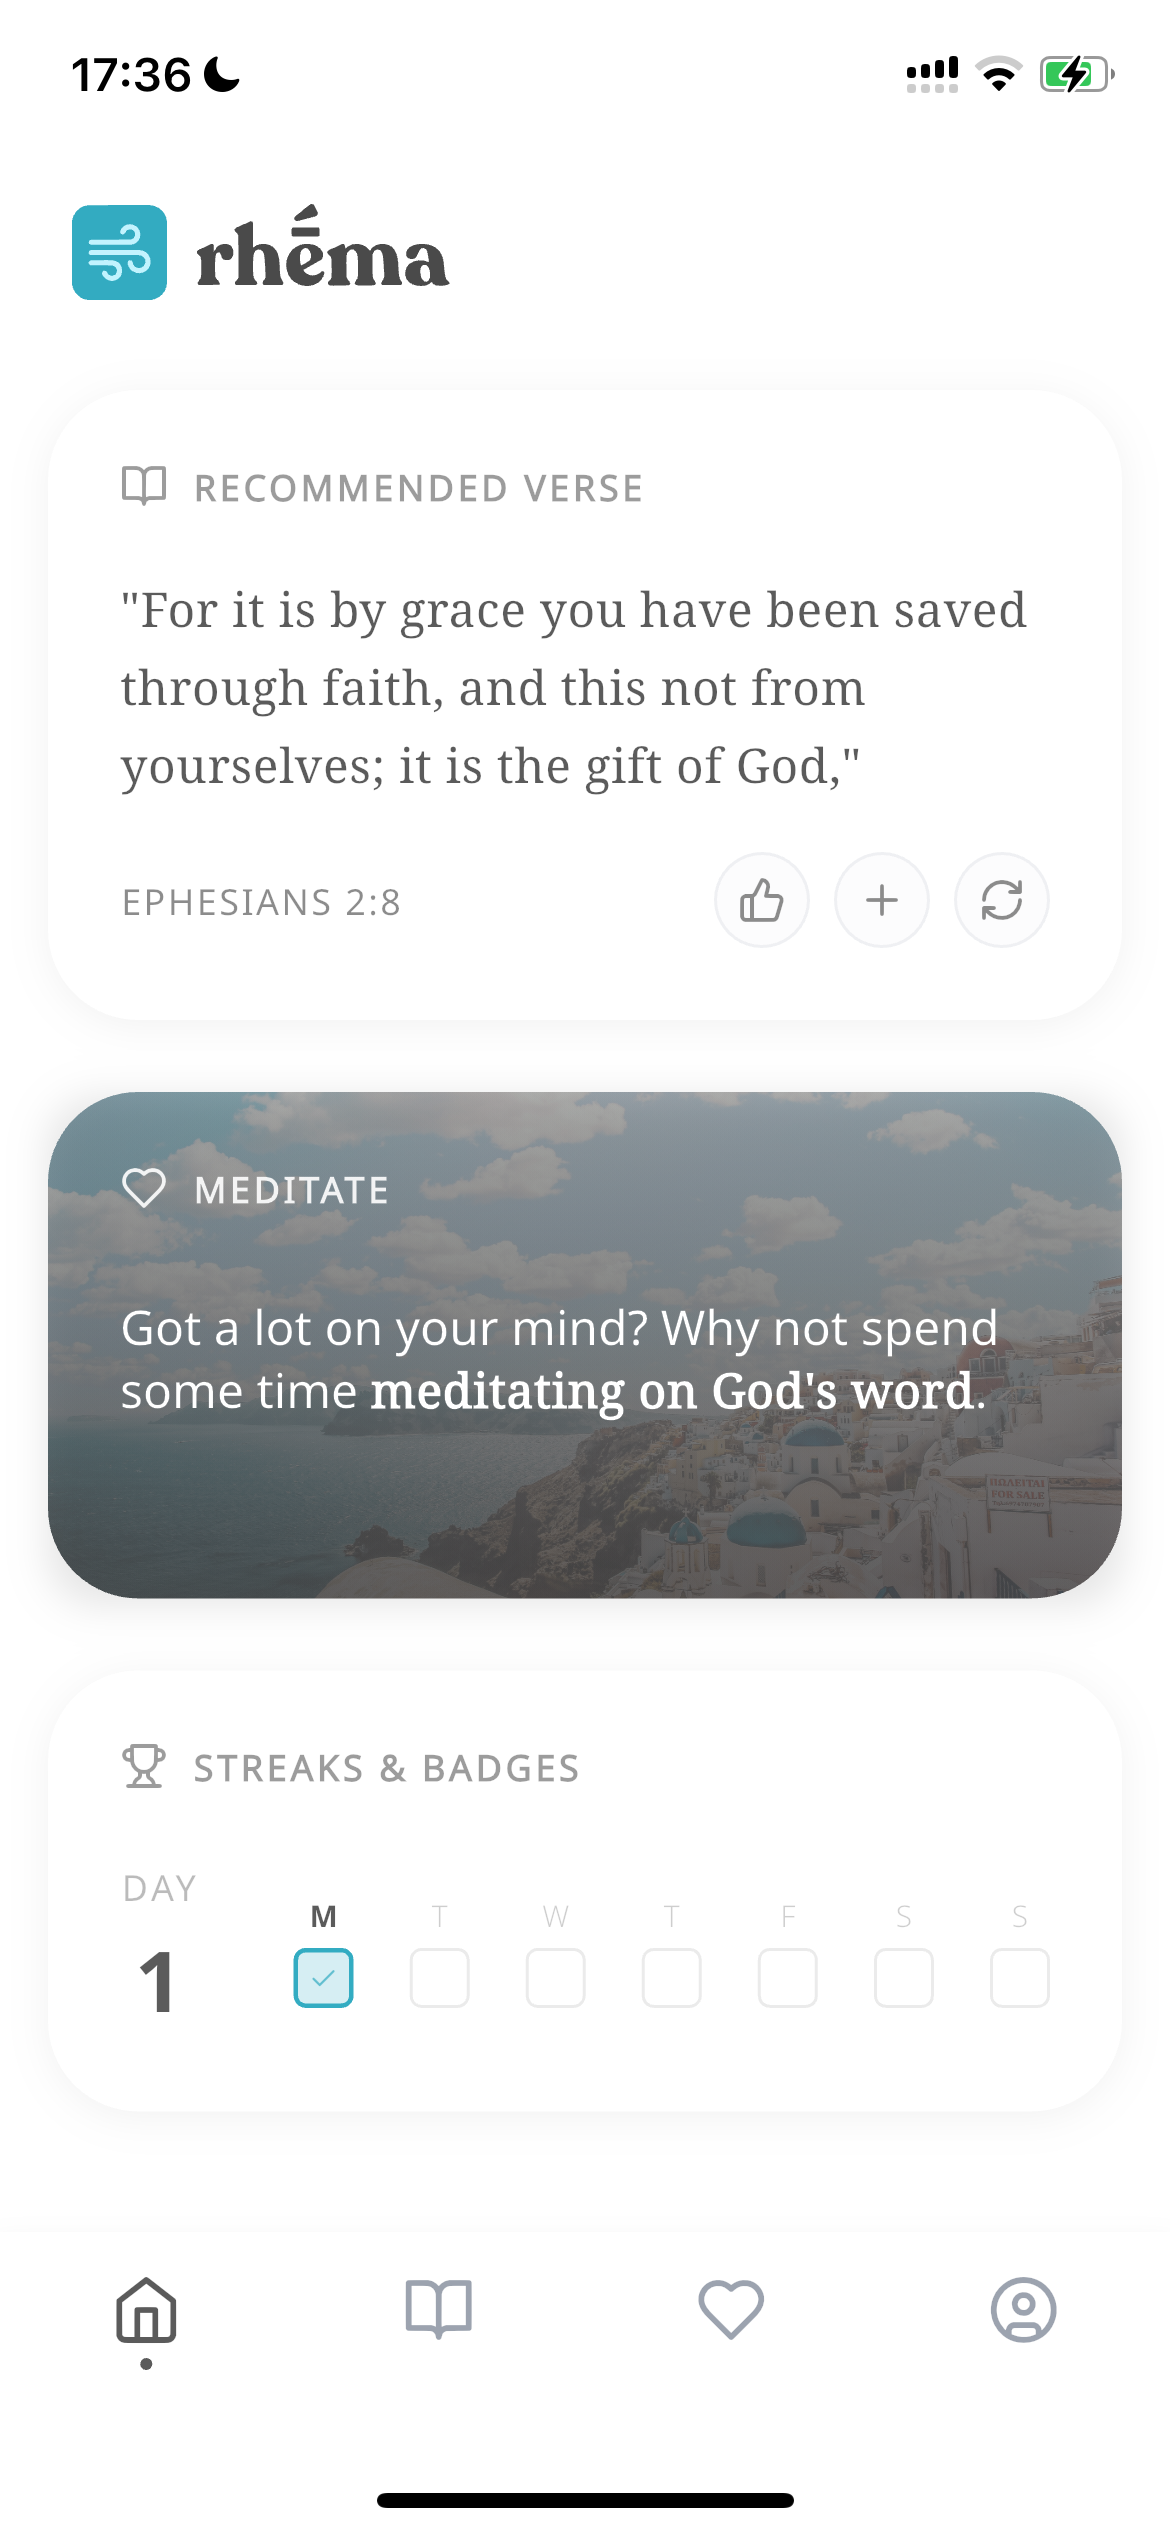 17:36
rhḗma
RECOMMENDED VERSE
"For it is by grace you have been saved
through faith, and this not from
yourselves; it is the gift of God,"
EPHESIANS 2:8
MEDITATE
Got a lot on your mind? Why not spend
some time meditating on God's word.
ΠΩΛΕΙΤΑΙ
FOR SALE
STREAKS & BADGES
DAY
M T W T F S S
1